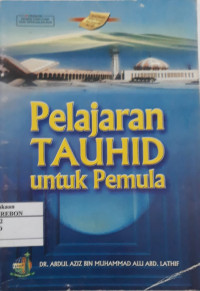 Pelajaran
TAUHID
untuk Pemula
DR. ABDUL AZIZ BIN MUHAMMAD ALU ABD. LATHIF